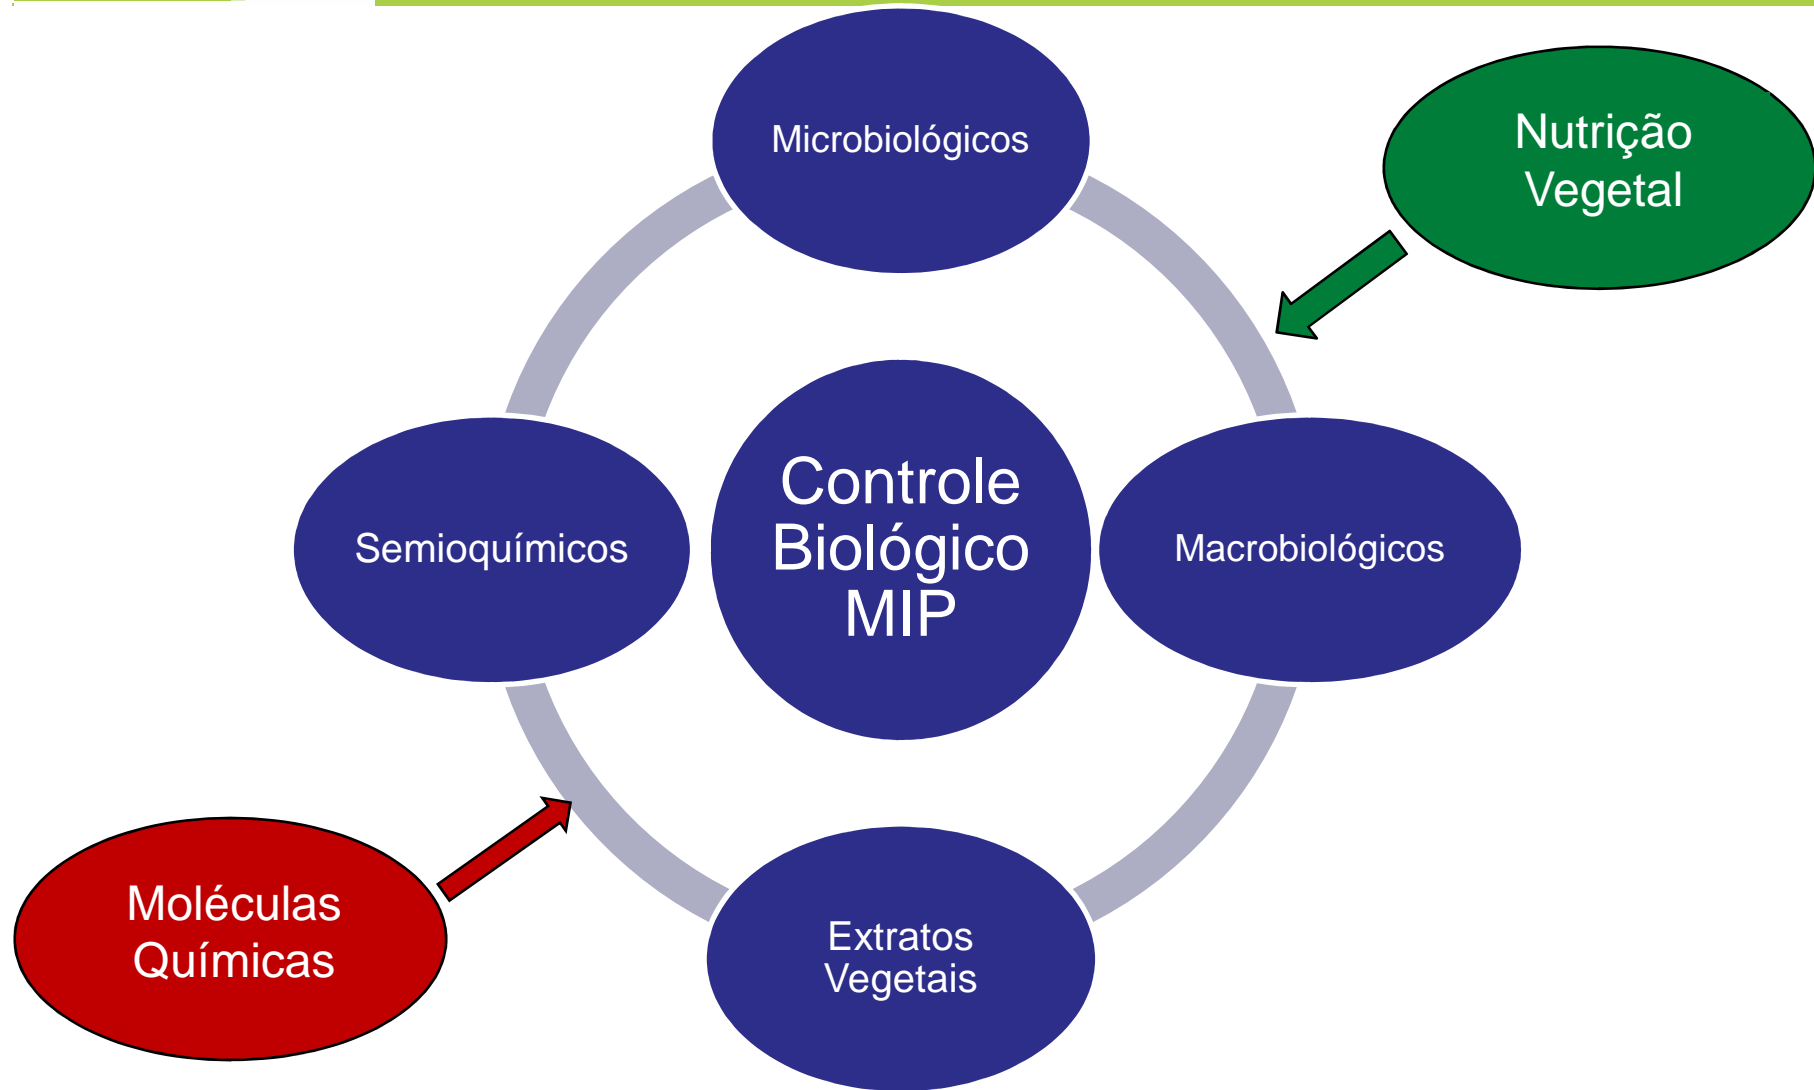 Microbiológicos
Nutrição
Vegetal
Semioquímicos
Controle
Biológico
MIP
Macrobiológicos
Moléculas
Químicas
Extratos
Vegetais